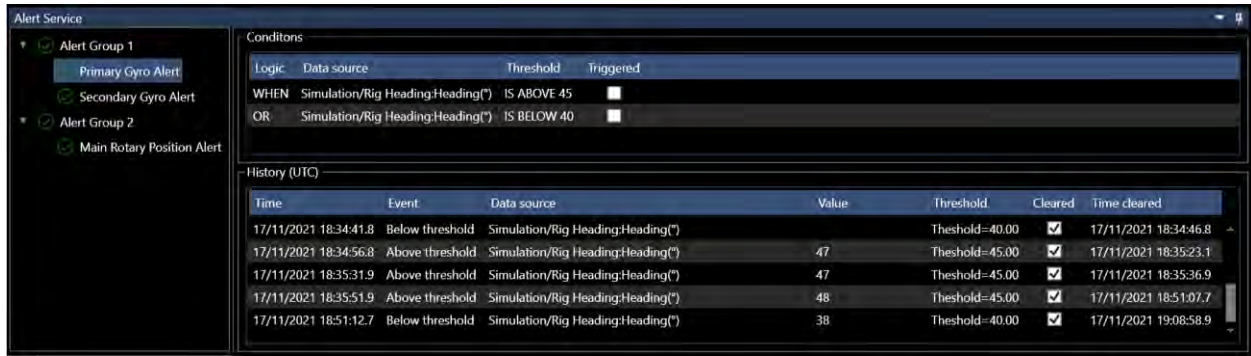 Alert Service
Alert Group 1
Primary Gyro Alert
Secondary Gyro Alert
Alert Group 2
Main Rotary Position Alert
Conditons
Logic Data source Threshold Triggered
WHEN Simulation/Rig Heading:Heading(°) IS ABOVE 45
OR Simulation/Rig Heading:Heading(°) IS BELOW 40
History (UTC)
Time Event Data source Value Threshold Cleared Time cleared
17/11/2021 18:34:41.8 Below threshold Simulation/Rig Heading:Heading(°) Theshold=40.00 17/11/2021 18:34:46.8
17/11/2021 18:34:56.8 Above threshold Simulation/Rig Heading:Heading(°) 47 Theshold=45.00 17/11/2021 18:35:23.1
17/11/2021 18:35:31.9 Above threshold Simulation/Rig Heading:Heading(°) 47 Theshold=45.00 17/11/2021 18:35:36.9
17/11/2021 18:35:51.9 Above threshold Simulation/Rig Heading:Heading(°) 48 Theshold=45.00 17/11/2021 18:51:07.7
17/11/2021 18:51:12.7 Below threshold Simulation/Rig Heading:Heading(°) 38 Theshold=40.00 17/11/2021 19:08:58.9